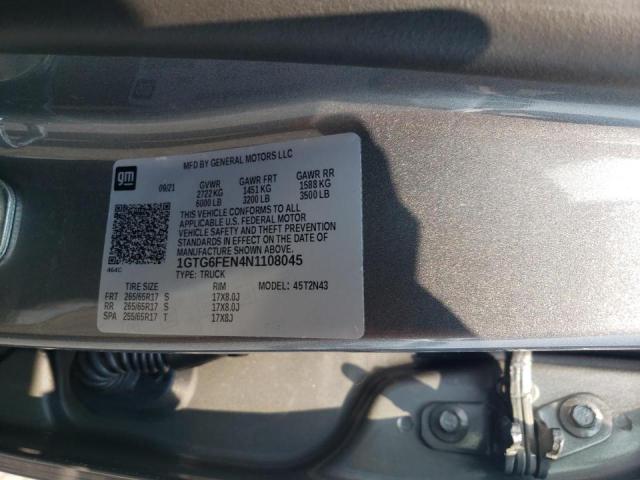 MFD BY GENERAL MOTORS LLC
gm
09/21 GVWR GAWR FRT GAWR RR
2722 KG 1451 KG 1588 KG
6000 LB 3200 LB 3500 LB
THIS VEHICLE CONFORMS TO ALL
APPLICABLE U.S. FEDERAL MOTOR
VEHICLE SAFETY AND THEFT PREVENTION
STANDARDS IN EFFECT ON THE DATE OF
MANUFACTURE SHOWN ABOVE.
464C 1GTG6FEN4N1108045
TYPE: TRUCK
TIRE SIZE RIM MODEL: 45T2N43
FRT 265/65R17 S 17X8.0J
RR 265/65R17 S 17X8.0J
SPA 255/65R17 T 17X8J